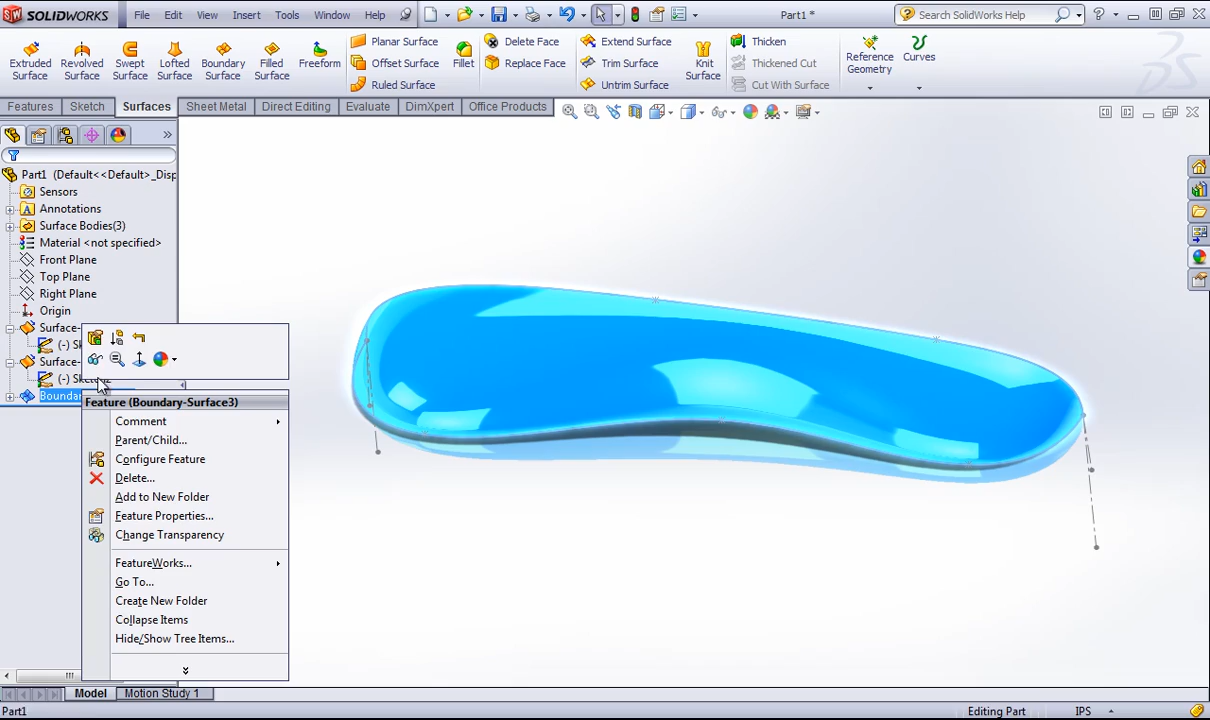 SOLIDWORKS File Edit View Insert Tools Window Help Part1 * Search SolidWorks Help
Extruded Surface Revolved Surface Swept Surface Lofted Surface Boundary Surface Filled Surface Freeform Planar Surface Offset Surface Ruled Surface Fillet Delete Face Replace Face Extend Surface Trim Surface Untrim Surface Knit Surface Thicken Thickened Cut Cut With Surface Reference Geometry Curves
Features Sketch Surfaces Sheet Metal Direct Editing Evaluate DimXpert Office Products
Part1 (Default<<Default>_Disp
Sensors
Annotations
Surface Bodies(3)
Material <not specified>
Front Plane
Top Plane
Right Plane
Origin
Surface-
(-) Sk
Surface-
(-) Sketch
Boundar
Feature (Boundary-Surface3)
Comment
Parent/Child...
Configure Feature
Delete...
Add to New Folder
Feature Properties...
Change Transparency
FeatureWorks...
Go To...
Create New Folder
Collapse Items
Hide/Show Tree Items...
Model Motion Study 1
Part1 Editing Part IPS